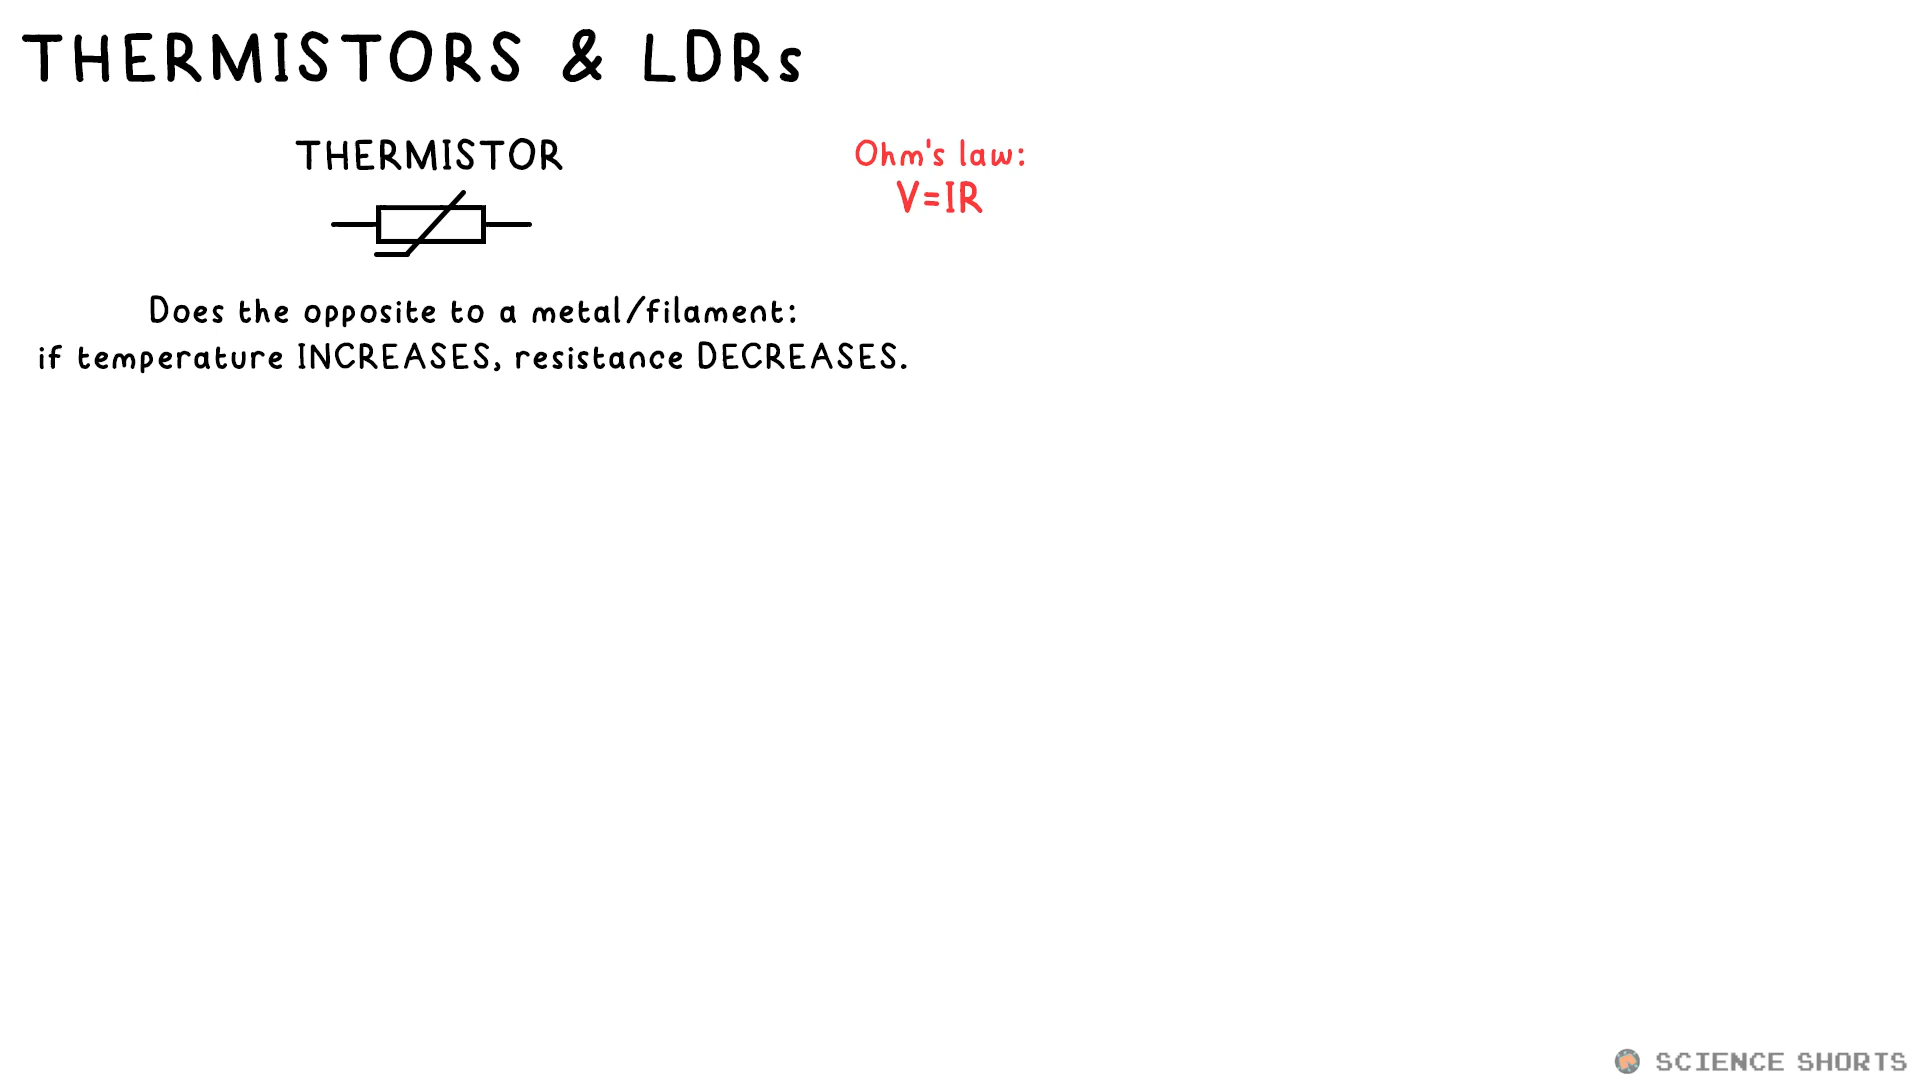 THERMISTORS & LDRs
THERMISTOR
Ohm's law:
V=IR
Does the opposite to a metal/filament:
if temperature INCREASES, resistance DECREASES.
SCIENCE SHORTS